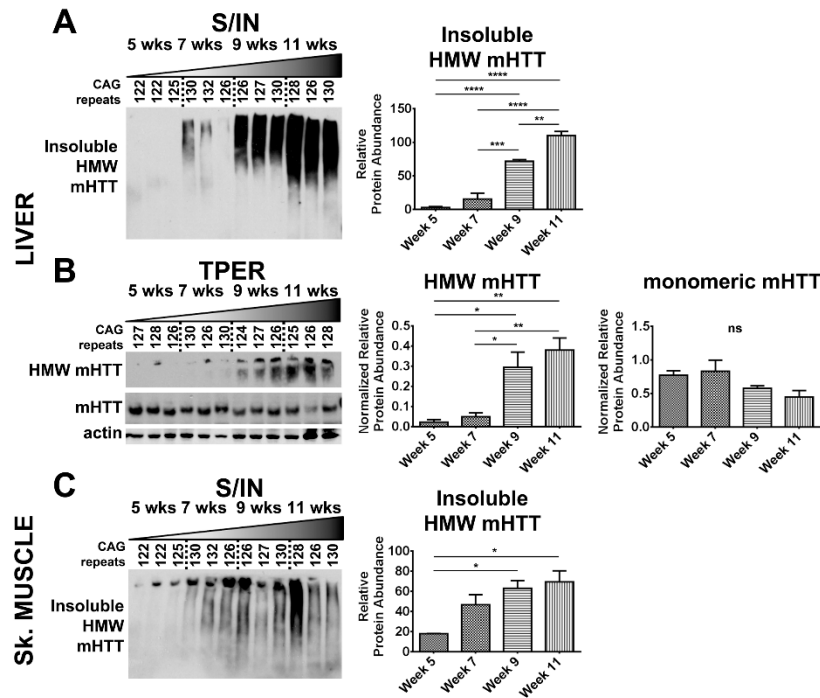 A
S/IN
5 wks 7 wks 9 wks 11 wks
CAG repeats
122 122 125 130 132 126 126 127 130 128 126 130
Insoluble
HMW
mHTT
LIVER
Insoluble
HMW mHTT
****
****
****
**
***
Relative
Protein Abundance
150
100
50
0
Week 5 Week 7 Week 9 Week 11
B
TPER
5 wks 7 wks 9 wks 11 wks
CAG repeats
127 128 126 130 126 130 124 127 126 125 126 128
HMW mHTT
mHTT
actin
HMW mHTT
**
*
**
*
Normalized Relative
Protein Abundance
0.5
0.4
0.3
0.2
0.1
0.0
Week 5 Week 7 Week 9 Week 11
monomeric mHTT
ns
Normalized Relative
Protein Abundance
1.5
1.0
0.5
0.0
Week 5 Week 7 Week 9 Week 11
C
S/IN
5 wks 7 wks 9 wks 11 wks
CAG repeats
122 122 125 130 132 126 126 127 130 128 126 130
Insoluble
HMW
mHTT
Sk. MUSCLE
Insoluble
HMW mHTT
*
*
Relative
Protein Abundance
100
80
60
40
20
0
Week 5 Week 7 Week 9 Week 11